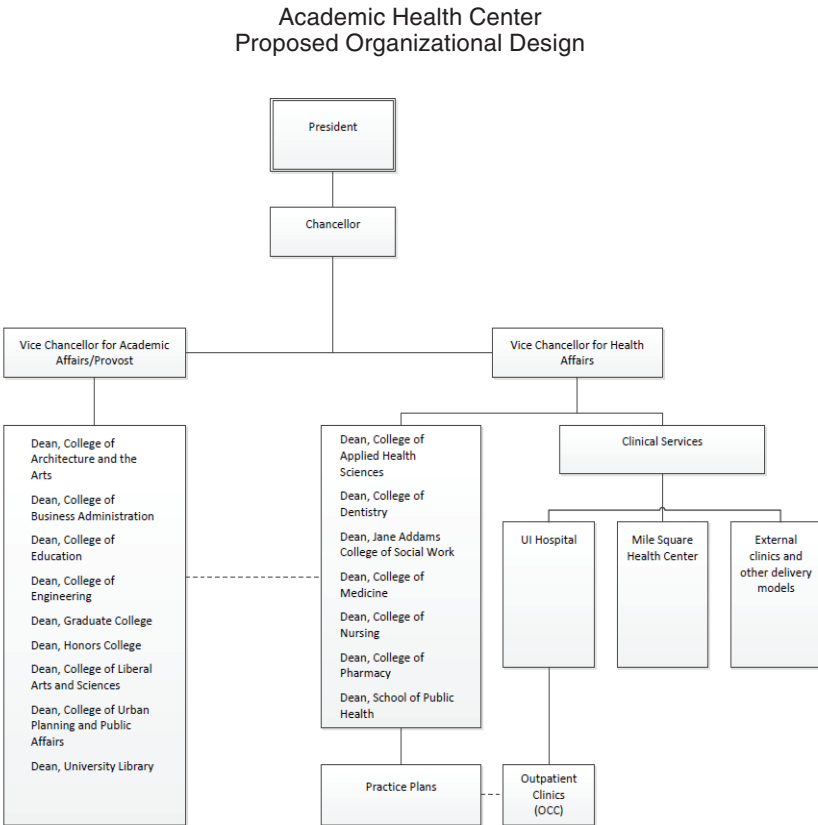 Academic Health Center
Proposed Organizational Design
President
Chancellor
Vice Chancellor for Academic
Affairs/Provost
Vice Chancellor for Health
Affairs
Dean, College of
Architecture and the
Arts
Dean, College of
Business Administration
Dean, College of
Education
Dean, College of
Engineering
Dean, Graduate College
Dean, Honors College
Dean, College of Liberal
Arts and Sciences
Dean, College of Urban
Planning and Public
Affairs
Dean, University Library
Dean, College of
Applied Health
Sciences
Dean, College of
Dentistry
Dean, Jane Addams
College of Social Work
Dean, College of
Medicine
Dean, College of
Nursing
Dean, College of
Pharmacy
Dean, School of Public
Health
Clinical Services
UI Hospital
Mile Square
Health Center
External
clinics and
other delivery
models
Practice Plans
Outpatient
Clinics
(OCC)